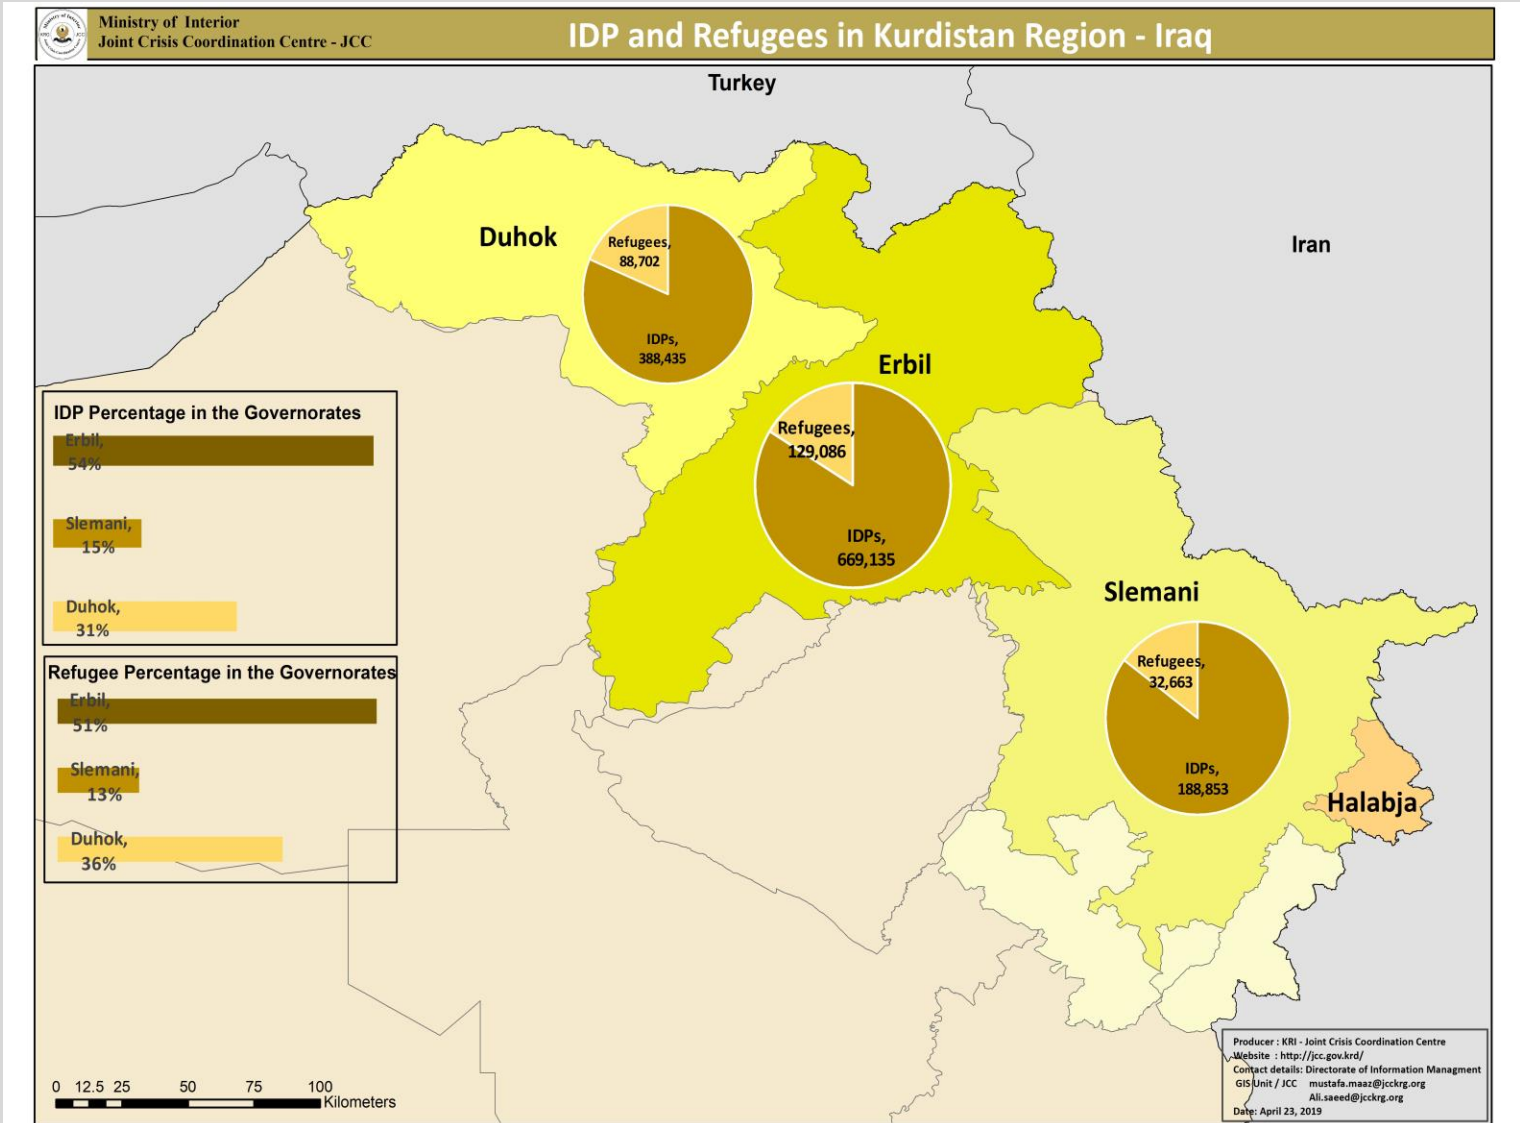 Ministry of Interior
Joint Crisis Coordination Centre - JCC
IDP and Refugees in Kurdistan Region - Iraq
Turkey
Iran
Duhok
Refugees,
88,702
IDPs,
388,435
Erbil
Refugees,
129,086
IDPs,
669,135
Slemani
Refugees,
32,663
IDPs,
188,853
Halabja
IDP Percentage in the Governorates
Erbil,
54%
Slemani,
15%
Duhok,
31%
Refugee Percentage in the Governorates
Erbil,
51%
Slemani,
13%
Duhok,
36%
0 12.5 25 50 75 100
Kilometers
Producer : KRI - Joint Crisis Coordination Centre
Website : http://jcc.gov.krd/
Contact details: Directorate of Information Managment
GIS Unit / JCC mustafa.maaz@jcckrg.org
Ali.saeed@jcckrg.org
Date: April 23, 2019